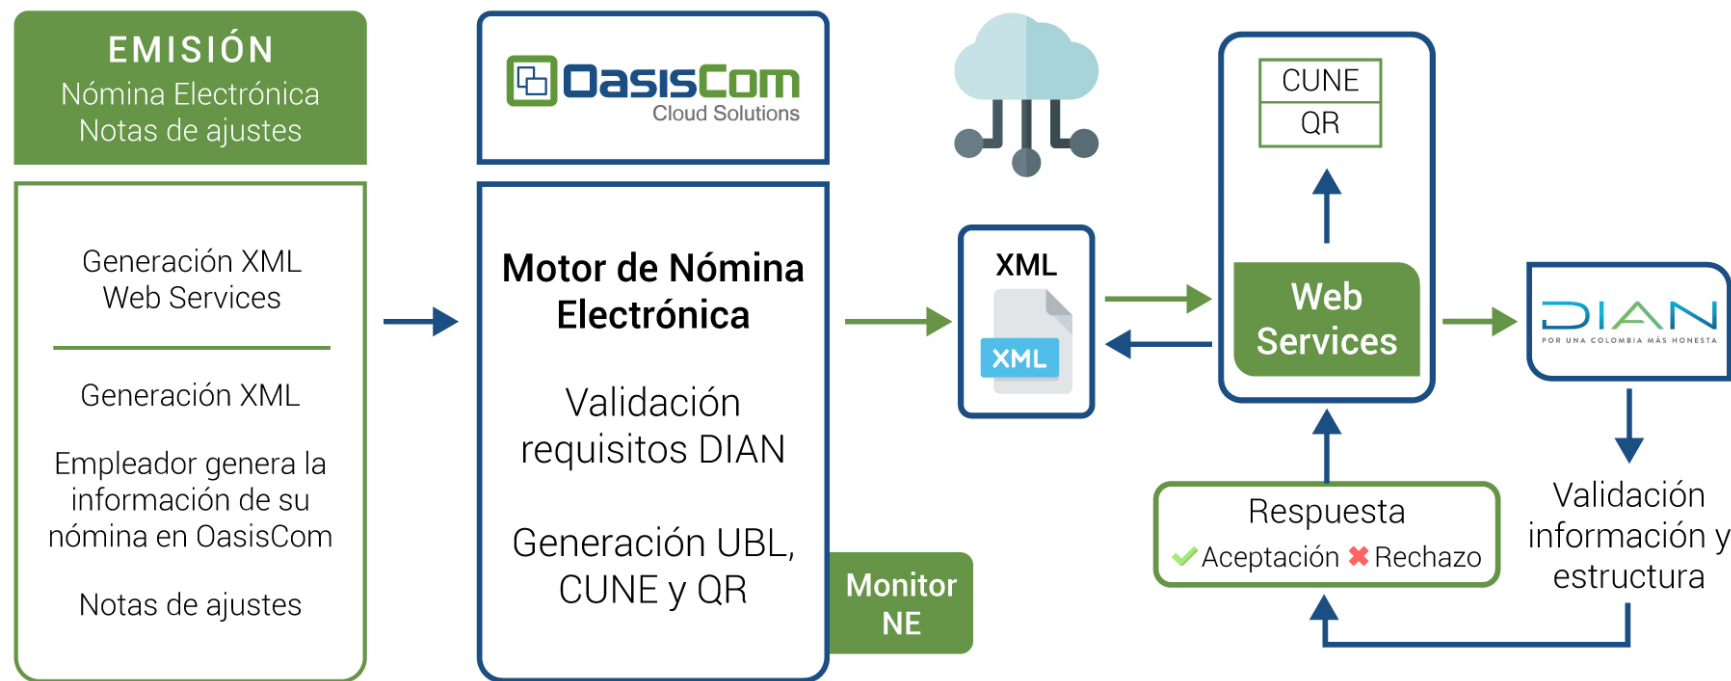 EMISIÓN
Nómina Electrónica
Notas de ajustes
Generación XML
Web Services
Generación XML
Empleador genera la
información de su
nómina en OasisCom
Notas de ajustes
OasisCom
Cloud Solutions
Motor de Nómina
Electrónica
Validación
requisitos DIAN
Generación UBL,
CUNE y QR
Monitor
NE
XML
XML
CUNE
QR
Web
Services
DIAN
POR UNA COLOMBIA MÁS HONESTA
Validación
información y
estructura
Respuesta
Aceptación Rechazo